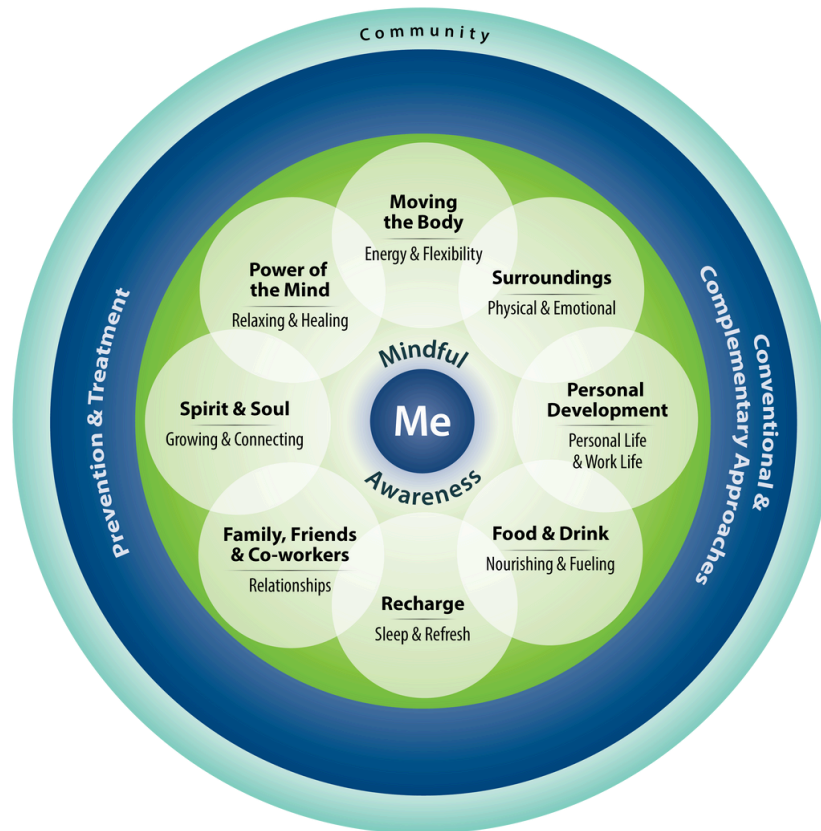 Community
Prevention & Treatment
Conventional &
Complementary Approaches
Moving
the Body
Energy & Flexibility
Surroundings
Physical & Emotional
Personal
Development
Personal Life
& Work Life
Food & Drink
Nourishing & Fueling
Recharge
Sleep & Refresh
Family, Friends
& Co-workers
Relationships
Spirit & Soul
Growing & Connecting
Power of
the Mind
Relaxing & Healing
Mindful
Me
Awareness